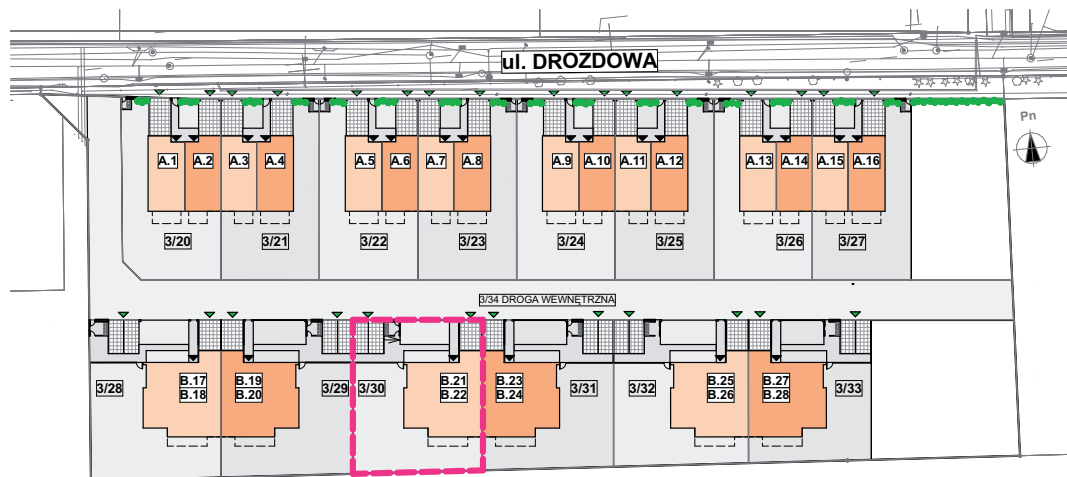 ul. DROZDOWA
Pn
A.1 A.2 A.3 A.4 A.5 A.6 A.7 A.8 A.9 A.10 A.11 A.12 A.13 A.14 A.15 A.16
3/20 3/21 3/22 3/23 3/24 3/25 3/26 3/27
3/34 DROGA WEWNĘTRZNA
3/28 B.17 B.19 3/29 3/30 B.21 B.23 3/31 3/32 B.25 B.27 3/33
B.18 B.20 B.22 B.24 B.26 B.28